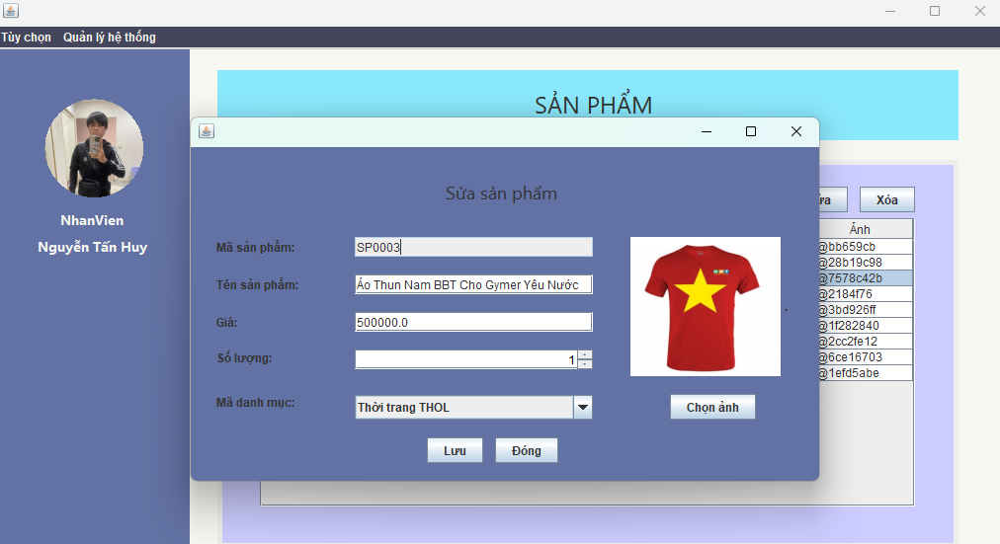 Tùy chọn Quản lý hệ thống
SẢN PHẨM
NhanVien
Nguyễn Tấn Huy
Xóa
Ảnh
@bb659cb
@28b19c98
@7578c42b
@2184f76
@3bd926ff
@1f282840
@2cc2fe12
@6ce16703
@1efd5abe
Sửa sản phẩm
Mã sản phẩm: SP0003
Tên sản phẩm: Áo Thun Nam BBT Cho Gymer Yêu Nước
Giá: 500000.0
Số lượng: 1
Mã danh mục: Thời trang THOL
Chọn ảnh
Lưu Đóng